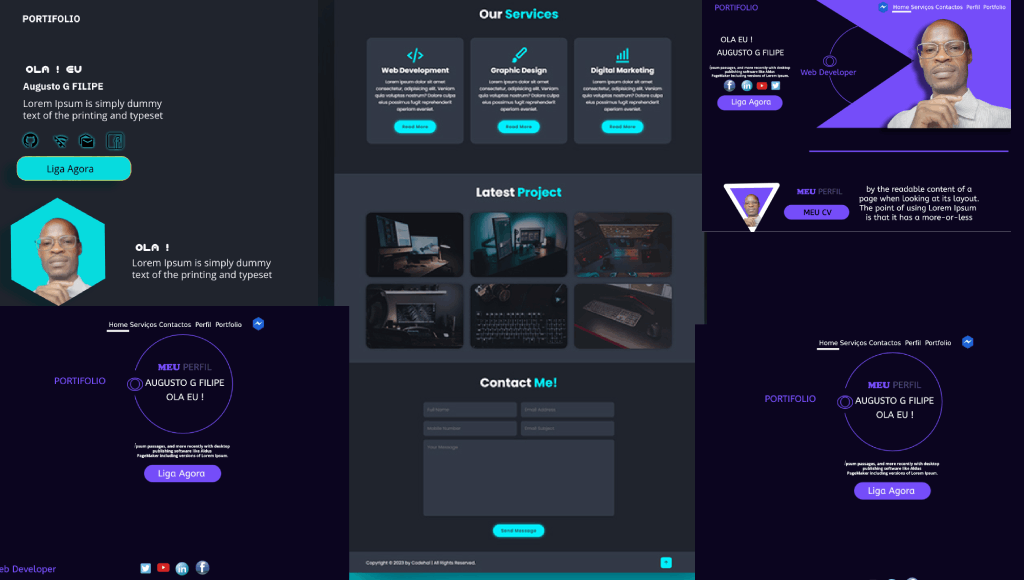 PORTIFOLIO
OLA ! EU
Augusto G FILIPE
Lorem Ipsum is simply dummy
text of the printing and typeset
Liga Agora
OLA !
Lorem Ipsum is simply dummy
text of the printing and typeset
Our Services
Web Development
Lorem ipsum dolor sit amet
consectetur, adipisicing elit. Veniam
quia voluptas nostrum? Dolore culpa
eius possimus fugit reprehenderit
aperiam eveniet.
Read More
Graphic Design
Lorem ipsum dolor sit amet
consectetur, adipisicing elit. Veniam
quia voluptas nostrum? Dolore culpa
eius possimus fugit reprehenderit
aperiam eveniet.
Read More
Digital Marketing
Lorem ipsum dolor sit amet
consectetur, adipisicing elit. Veniam
quia voluptas nostrum? Dolore culpa
eius possimus fugit reprehenderit
aperiam eveniet.
Read More
Latest Project
Contact Me!
Full Name
Email Address
Mobile Number
Email Subject
Your Message
Send Message
Copyright © 2023 by Codehal | All Rights Reserved.
PORTIFOLIO
Home Serviços Contactos Perfil Portfolio
OLA EU !
AUGUSTO G FILIPE
Ipsum passages, and more recently with desktop
publishing software like Aldus
PageMaker including versions of Lorem Ipsum.
Liga Agora
Web Developer
MEU PERFIL
MEU CV
by the readable content of a
page when looking at its layout.
The point of using Lorem Ipsum
is that it has a more-or-less
Home Serviços Contactos Perfil Portfolio
PORTIFOLIO
MEU PERFIL
AUGUSTO G FILIPE
OLA EU !
Ipsum passages, and more recently with desktop
publishing software like Aldus
PageMaker including versions of Lorem Ipsum.
Liga Agora
eb Developer
Home Serviços Contactos Perfil Portfolio
PORTIFOLIO
MEU PERFIL
AUGUSTO G FILIPE
OLA EU !
Ipsum passages, and more recently with desktop
publishing software like Aldus
PageMaker including versions of Lorem Ipsum.
Liga Agora